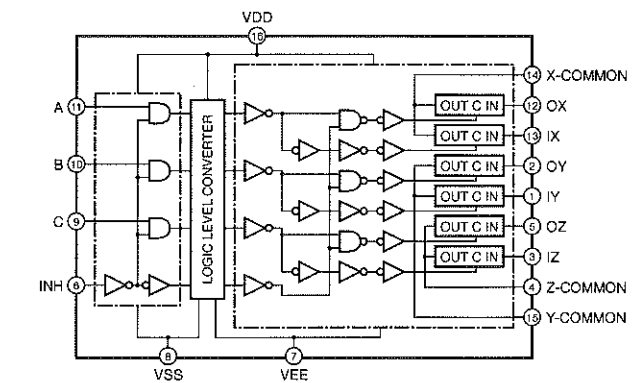 VDD
16
A 11
B 10
C 9
INH 6
LOGIC LEVEL CONVERTER
OUT C IN
OUT C IN
OUT C IN
OUT C IN
OUT C IN
OUT C IN
14 X-COMMON
12 OX
13 IX
2 OY
1 IY
5 OZ
3 IZ
4 Z-COMMON
15 Y-COMMON
8
VSS
7
VEE